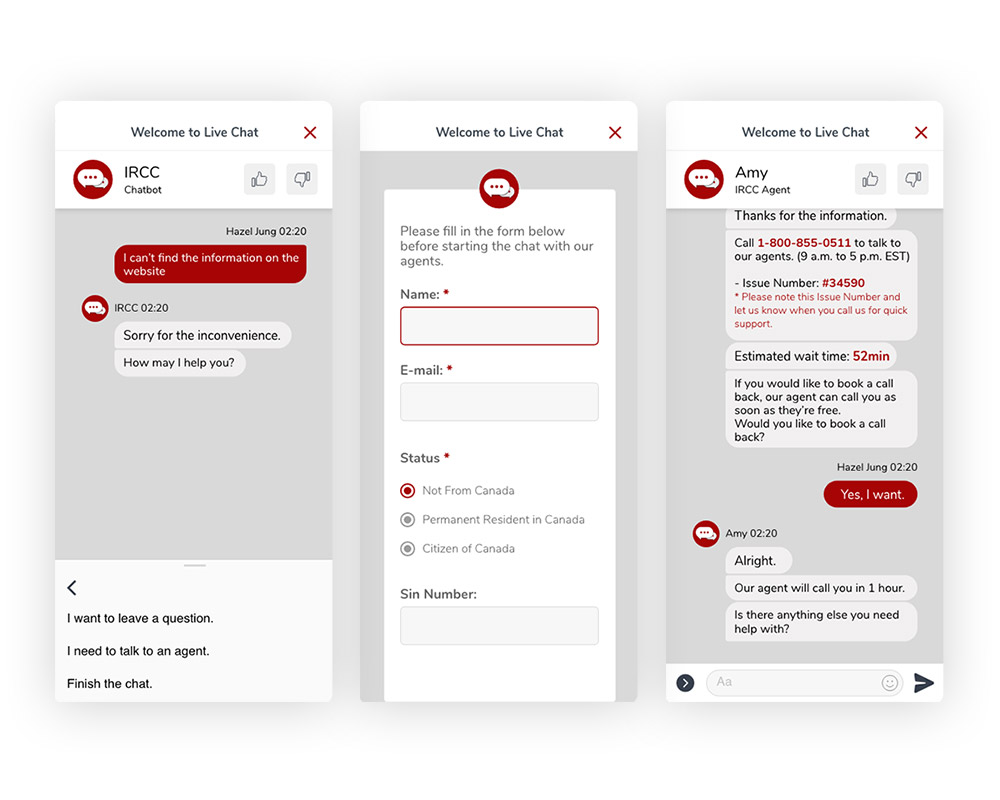 Welcome to Live Chat
IRCC
Chatbot
Hazel Jung 02:20
I can't find the information on the
website
IRCC 02:20
Sorry for the inconvenience.
How may I help you?
I want to leave a question.
I need to talk to an agent.
Finish the chat.
Welcome to Live Chat
Please fill in the form below
before starting the chat with our
agents.
Name: *
E-mail: *
Status *
Not From Canada
Permanent Resident in Canada
Citizen of Canada
Sin Number:
Welcome to Live Chat
Amy
IRCC Agent
Thanks for the information.
Call 1-800-855-0511 to talk to
our agents. (9 a.m. to 5 p.m. EST)
- Issue Number: #34590
* Please note this Issue Number and
let us know when you call us for quick
support.
Estimated wait time: 52min
If you would like to book a call
back, our agent can call you as
soon as they're free.
Would you like to book a call
back?
Hazel Jung 02:20
Yes, I want.
Amy 02:20
Alright.
Our agent will call you in 1 hour.
Is there anything else you need
help with?
Aa